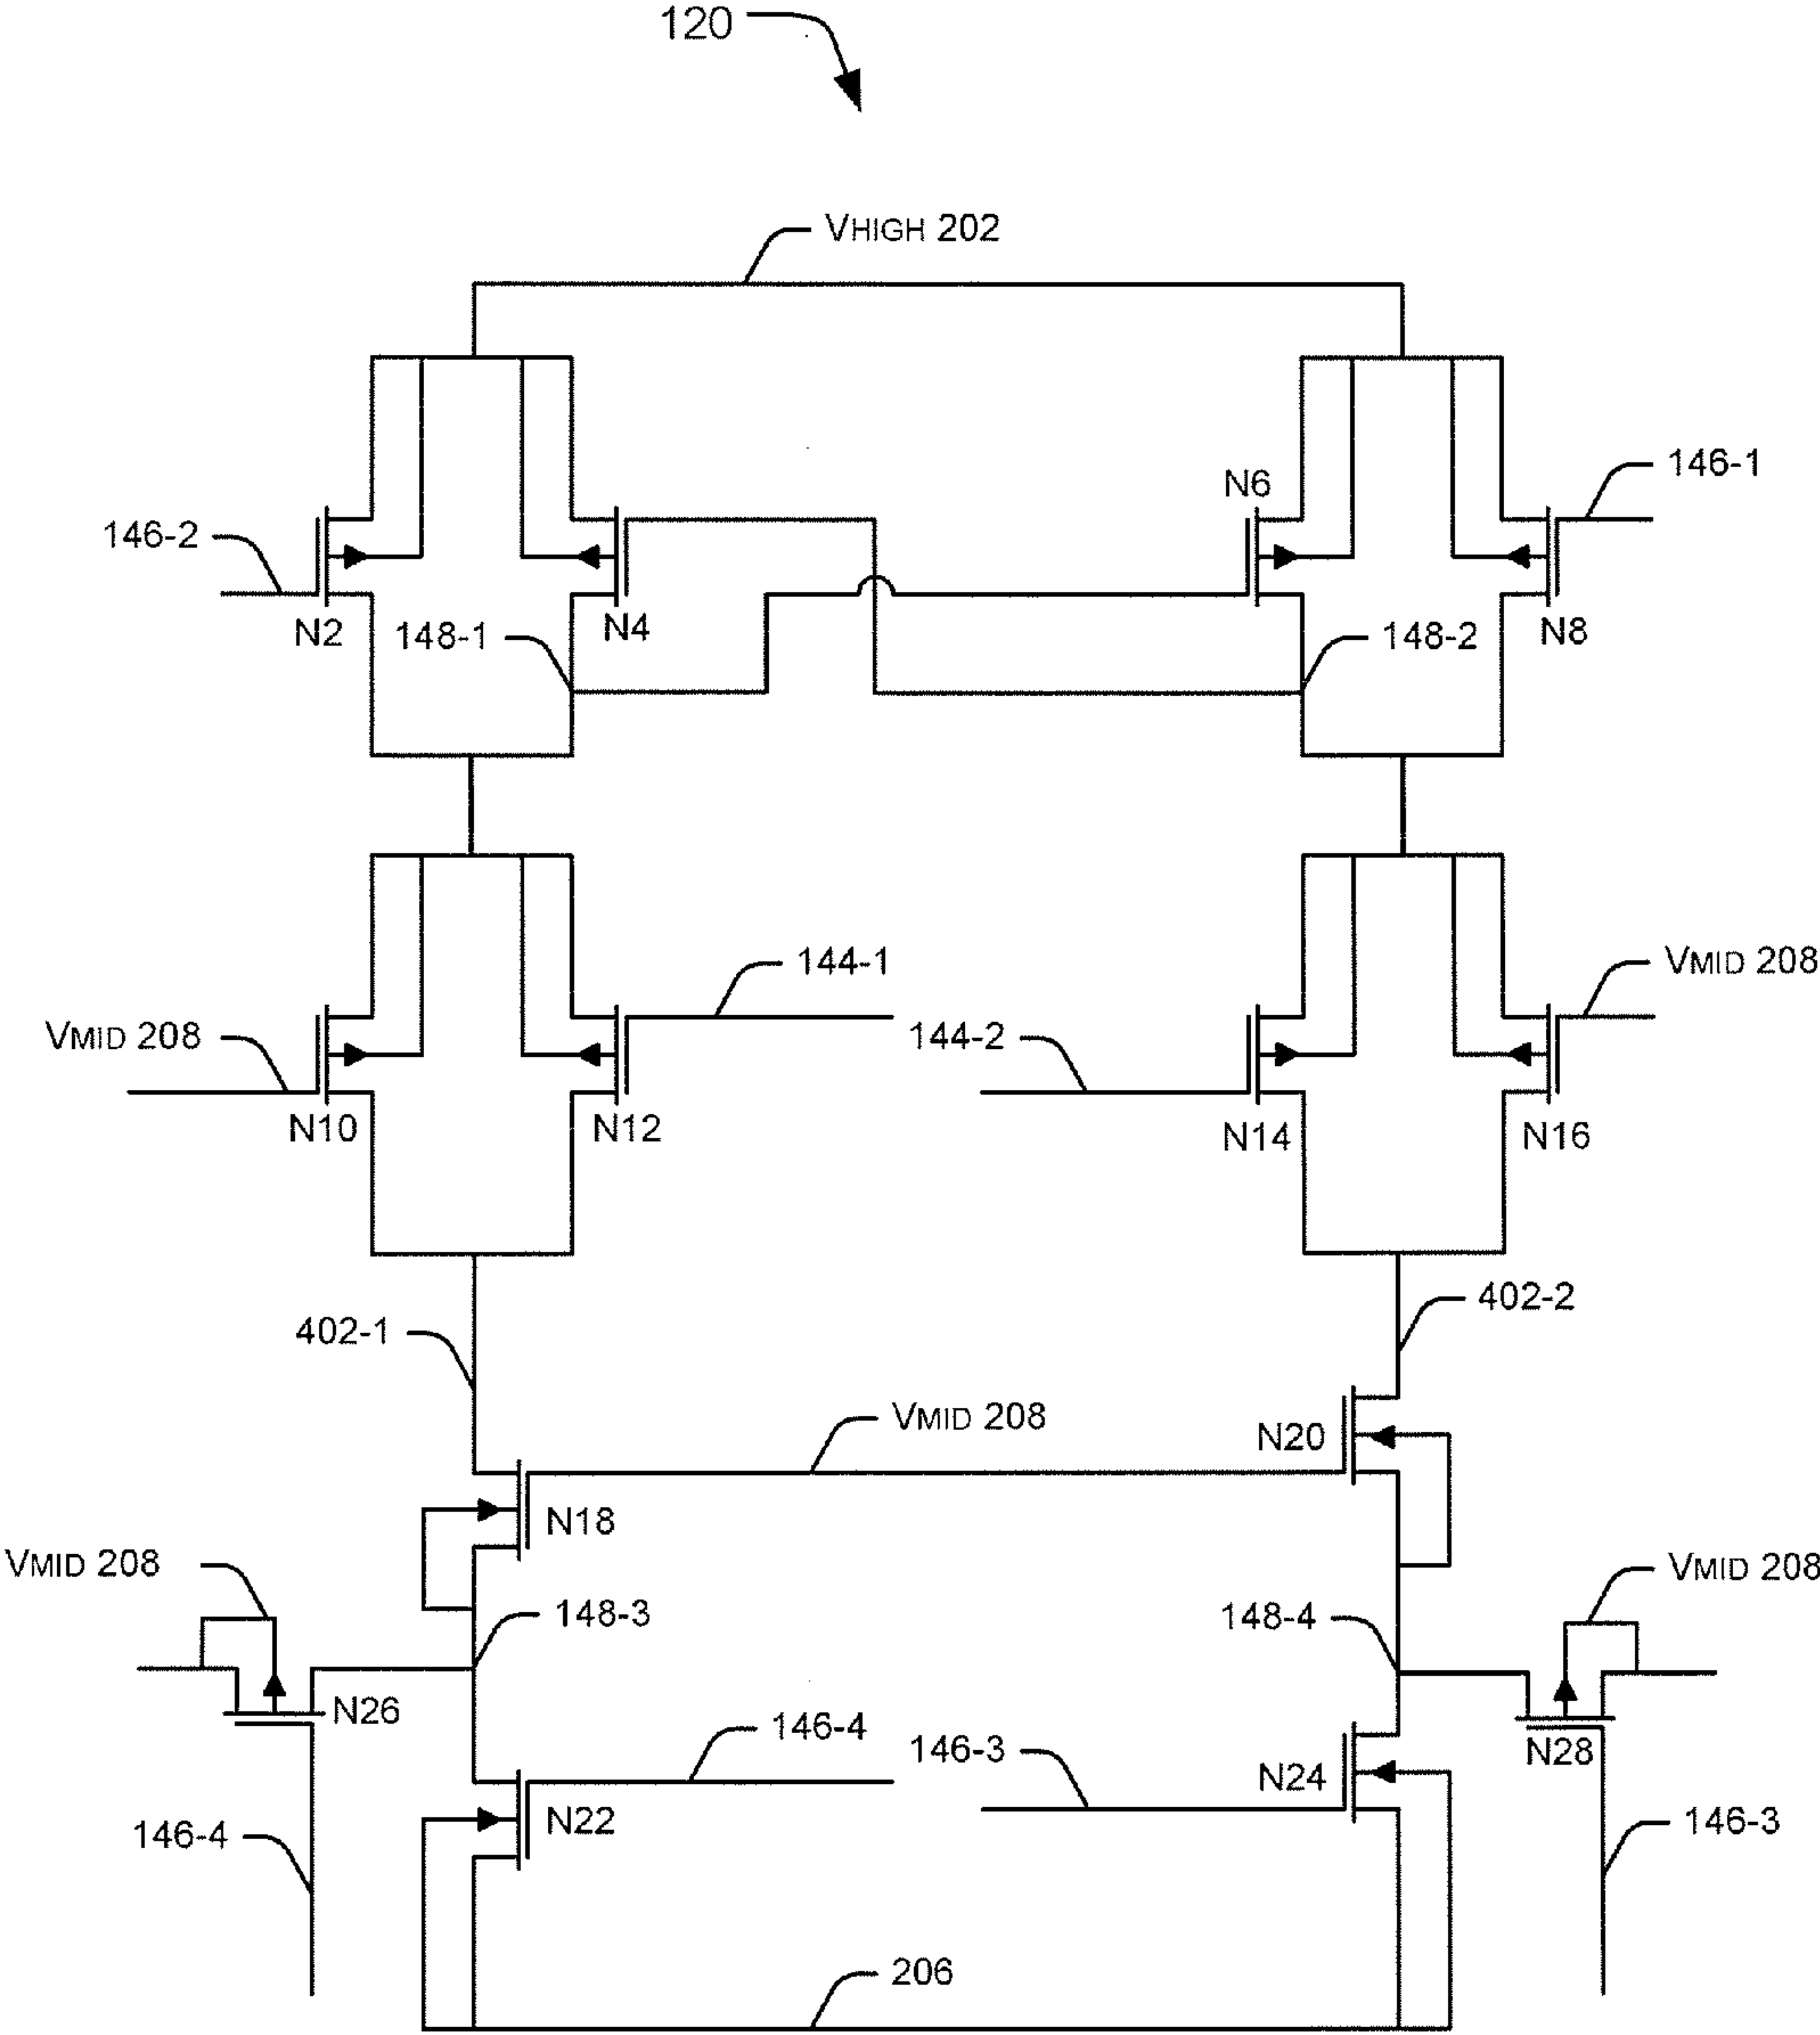 120
VHIGH 202
146-1
N6
146-2
N2
N4
148-1
148-2
N8
144-1
VMID 208
VMID 208
144-2
N10
N12
N14
N16
402-2
402-1
VMID 208
N20
N18
VMID 208
VMID 208
148-3
148-4
N26
146-4
146-3
N28
N24
N22
146-4
146-3
206